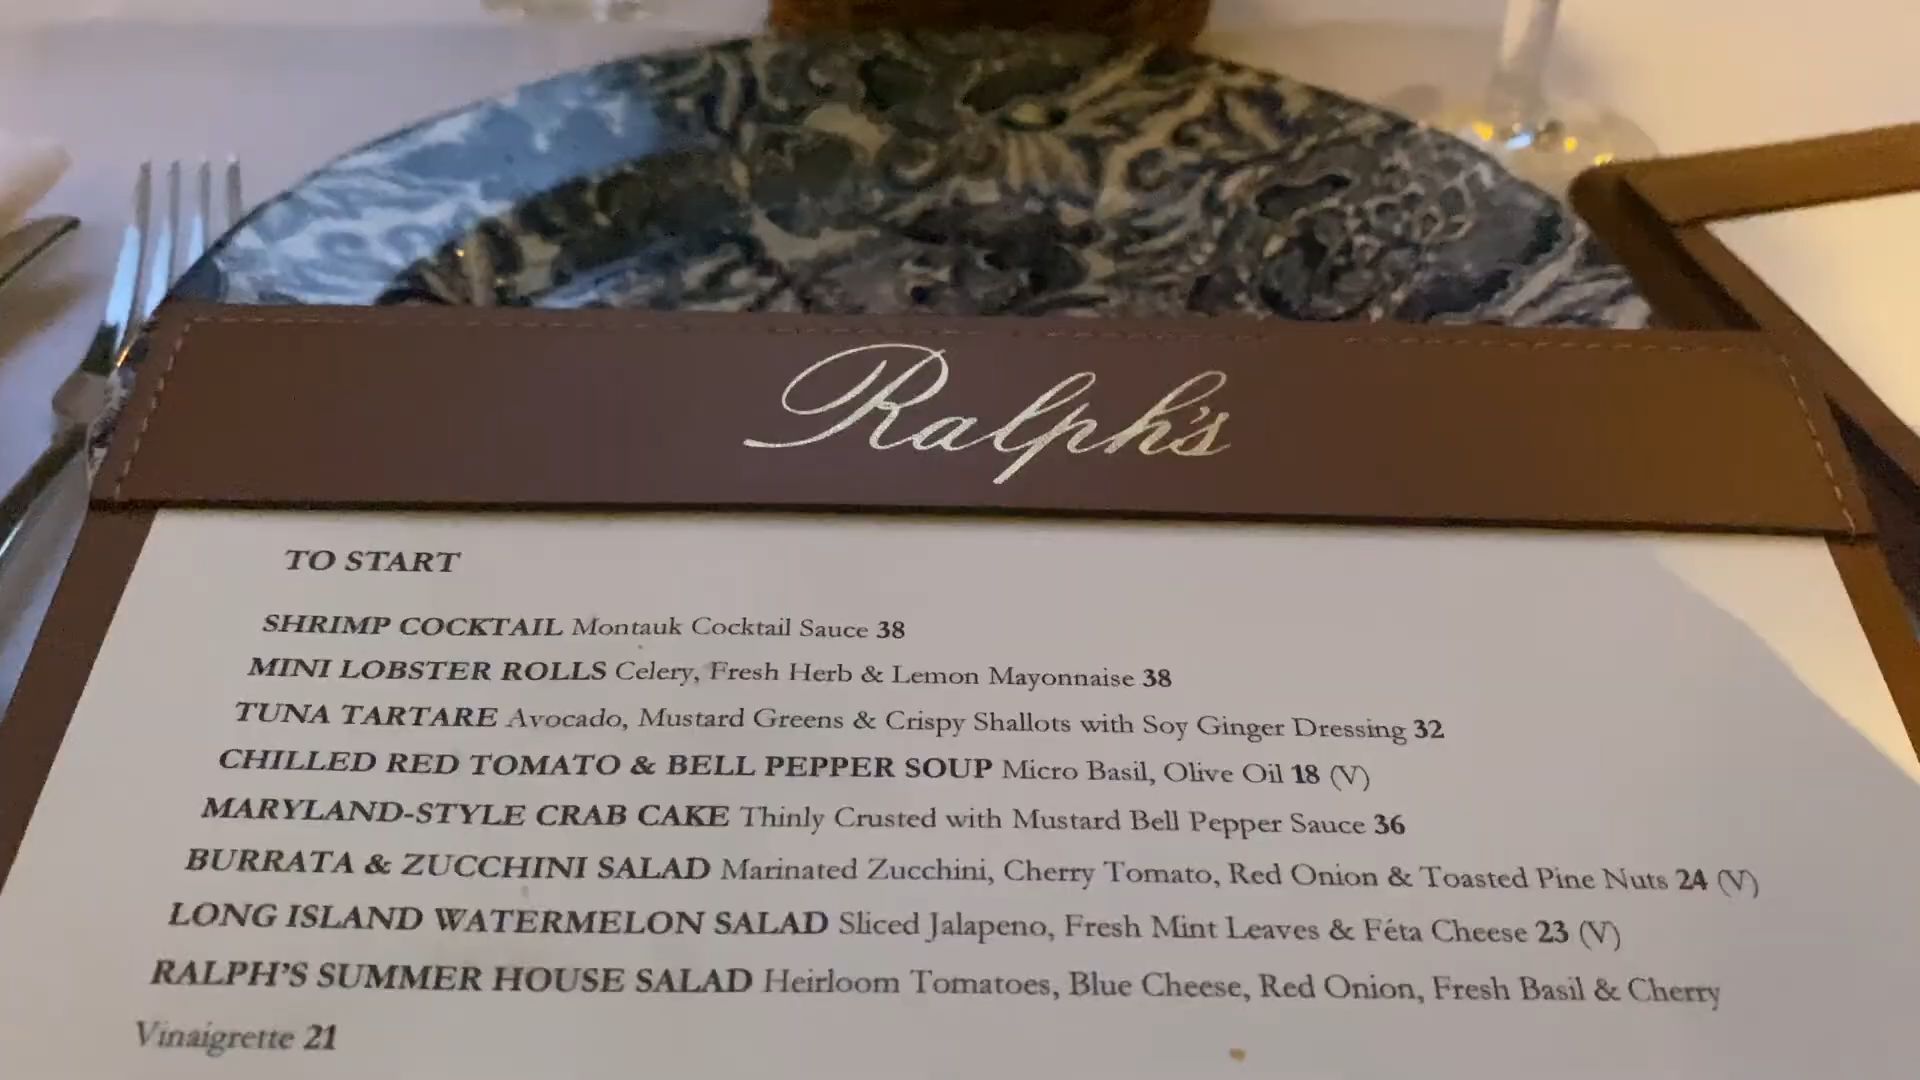 Ralph's
TO START
SHRIMP COCKTAIL Montauk Cocktail Sauce 38
MINI LOBSTER ROLLS Celery, Fresh Herb & Lemon Mayonnaise 38
TUNA TARTARE Avocado, Mustard Greens & Crispy Shallots with Soy Ginger Dressing 32
CHILLED RED TOMATO & BELL PEPPER SOUP Micro Basil, Olive Oil 18 (V)
MARYLAND-STYLE CRAB CAKE Thinly Crusted with Mustard Bell Pepper Sauce 36
BURRATA & ZUCCHINI SALAD Marinated Zucchini, Cherry Tomato, Red Onion & Toasted Pine Nuts 24 (V)
LONG ISLAND WATERMELON SALAD Sliced Jalapeno, Fresh Mint Leaves & Féta Cheese 23 (V)
RALPH'S SUMMER HOUSE SALAD Heirloom Tomatoes, Blue Cheese, Red Onion, Fresh Basil & Cherry
Vinaigrette 21